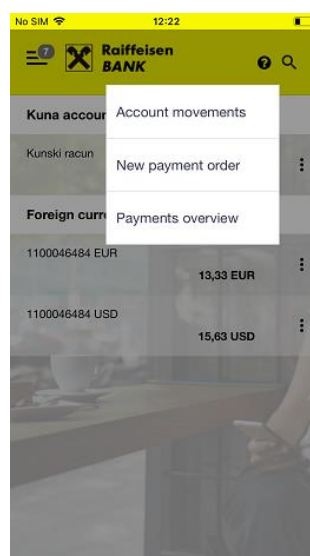 No SIM 12:22
7
Raiffeisen
BANK
Kuna accour
Account movements
Kunski racun
New payment order
Foreign curr
Payments overview
1100046484 EUR
13,33 EUR
1100046484 USD
15,63 USD